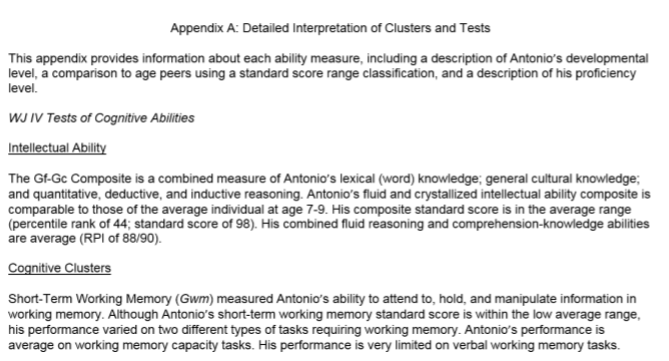 Appendix A: Detailed Interpretation of Clusters and Tests
This appendix provides information about each ability measure, including a description of Antonio's developmental
level, a comparison to age peers using a standard score range classification, and a description of his proficiency
level.
WJ IV Tests of Cognitive Abilities
Intellectual Ability
The Gf-Gc Composite is a combined measure of Antonio's lexical (word) knowledge; general cultural knowledge;
and quantitative, deductive, and inductive reasoning. Antonio's fluid and crystallized intellectual ability composite is
comparable to those of the average individual at age 7-9. His composite standard score is in the average range
(percentile rank of 44; standard score of 98). His combined fluid reasoning and comprehension-knowledge abilities
are average (RPI of 88/90).
Cognitive Clusters
Short-Term Working Memory (Gwm) measured Antonio's ability to attend to, hold, and manipulate information in
working memory. Although Antonio's short-term working memory standard score is within the low average range,
his performance varied on two different types of tasks requiring working memory. Antonio's performance is
average on working memory capacity tasks. His performance is very limited on verbal working memory tasks.